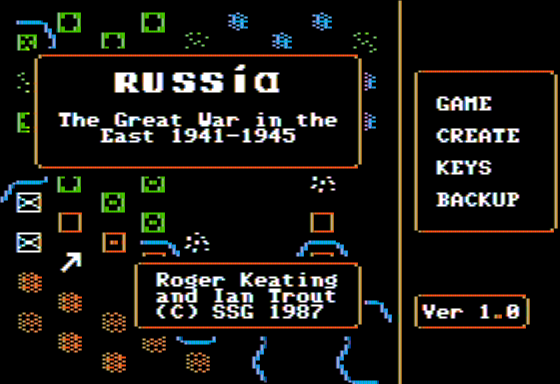 RUSSIA
The Great War in the
East 1941-1945
GAME
CREATE
KEYS
BACKUP
Roger Keating
and Ian Trout
(C) SSG 1987
Ver 1.0